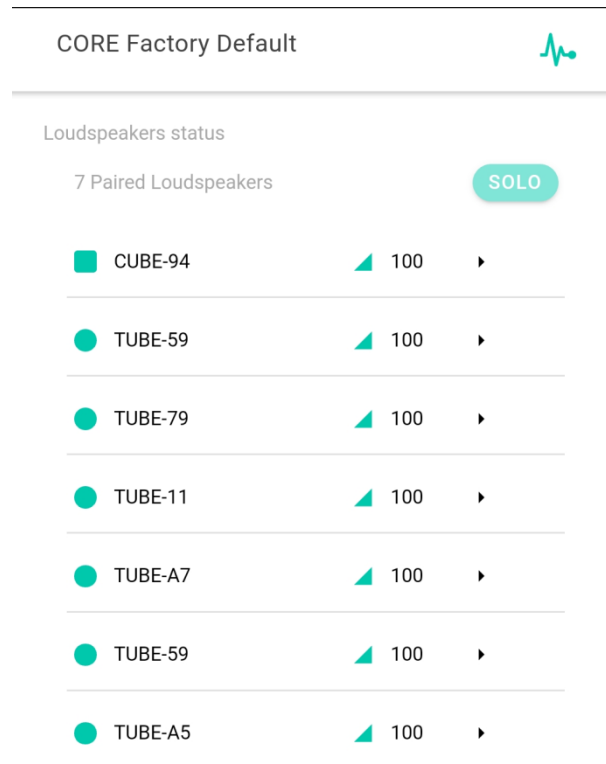 CORE Factory Default
Loudspeakers status
7 Paired Loudspeakers SOLO
CUBE-94 100
TUBE-59 100
TUBE-79 100
TUBE-11 100
TUBE-A7 100
TUBE-59 100
TUBE-A5 100